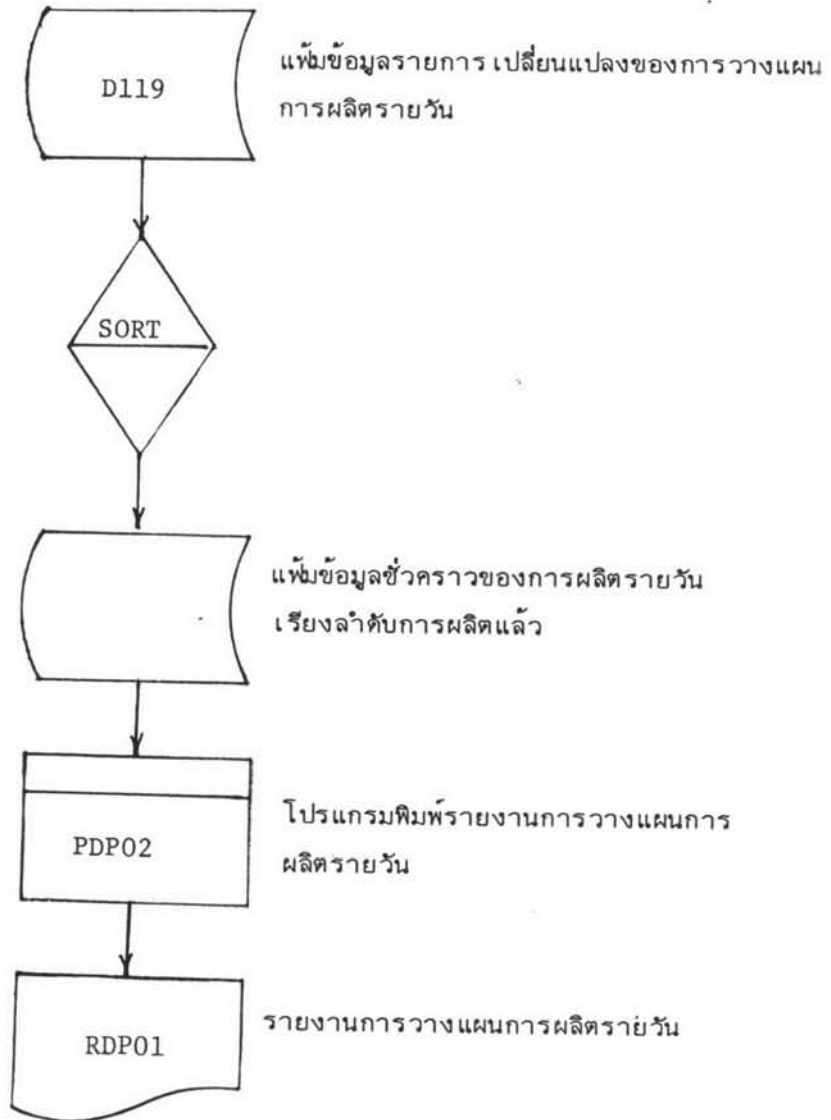 D119
แฟ้มข้อมูลรายการเปลี่ยนแปลงของการวางแผน
การผลิตรายวัน
SORT
แฟ้มข้อมูลชั่วคราวของการผลิตรายวัน
เรียงลำดับการผลิตแล้ว
PDP02
โปรแกรมพิมพ์รายงานการวางแผนการ
ผลิตรายวัน
RDP01
รายงานการวางแผนการผลิตรายวัน